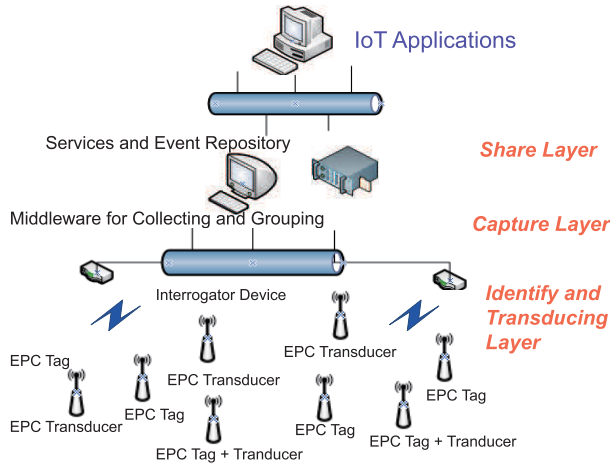 IoT Applications
Services and Event Repository
Share Layer
Middleware for Collecting and Grouping
Capture Layer
Interrogator Device
Identify and
Transducing
Layer
EPC Transducer
EPC Tag
EPC Transducer
EPC Tag
EPC Tag
EPC Transducer
EPC Tag
EPC Tag + Tranducer
EPC Tag + Tranducer